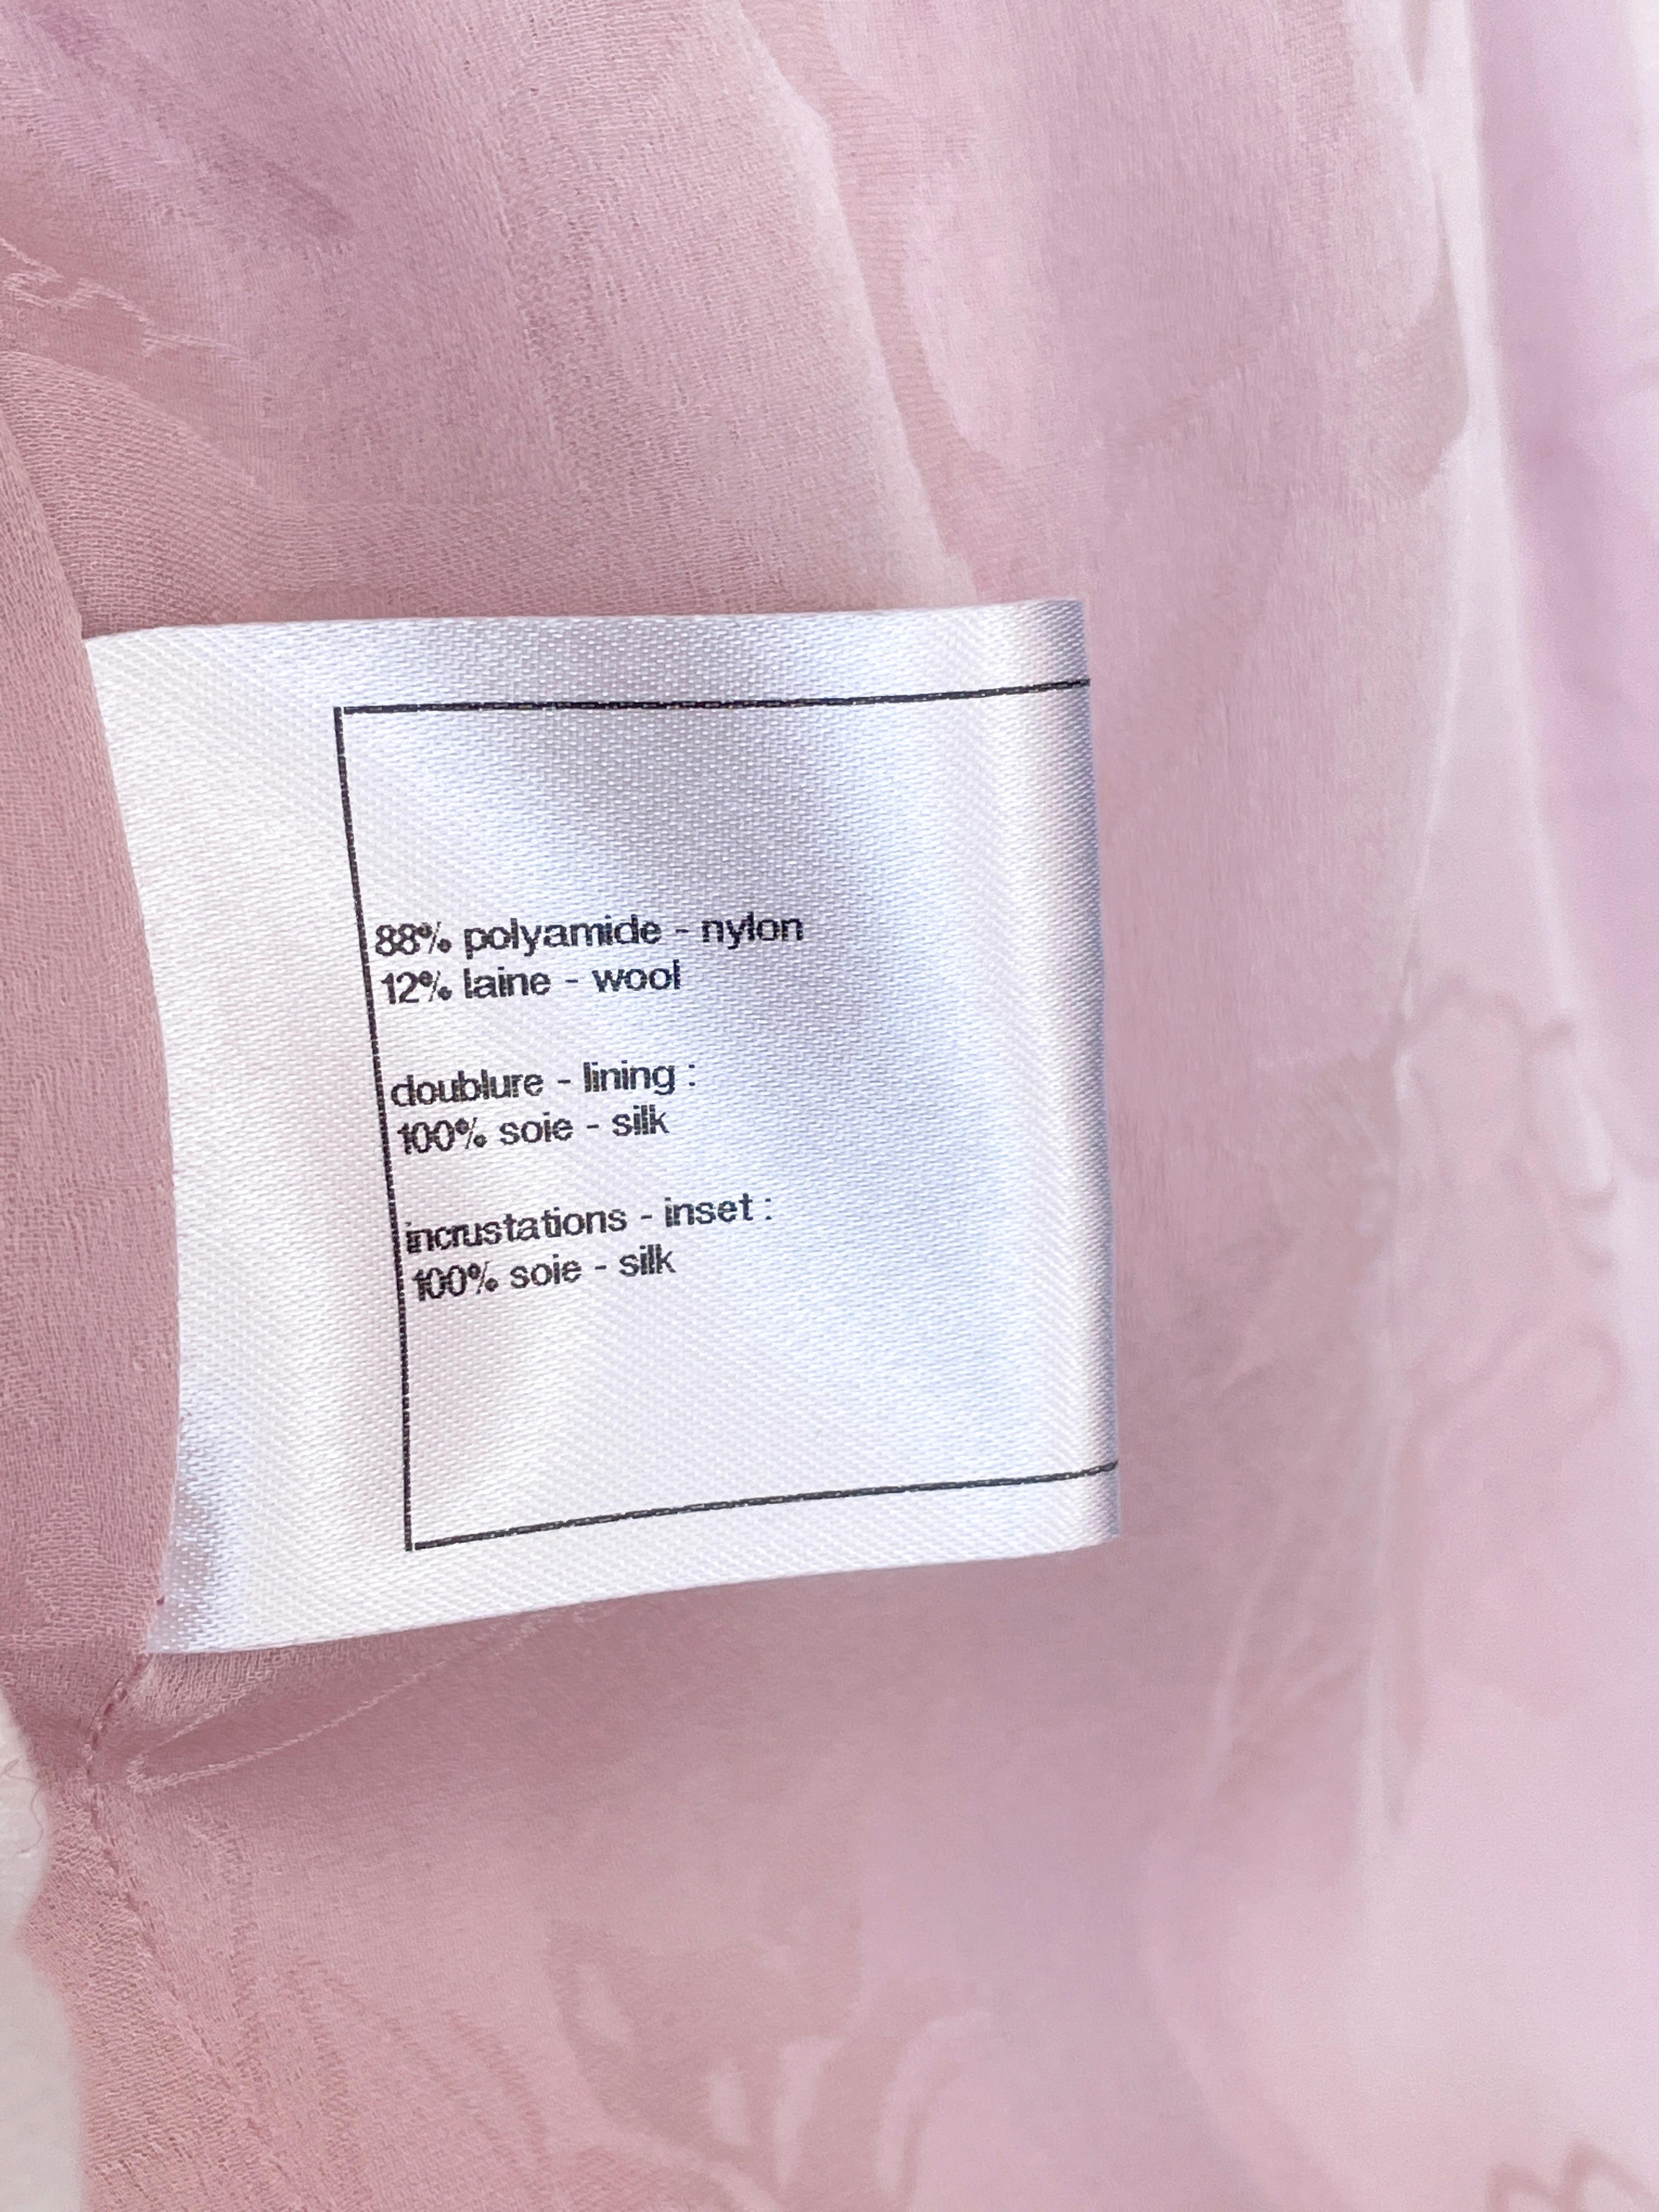 88% polyamide - nylon
12% laine - wool
doublure - lining :
100% soie - silk
incrustations - inset :
100% soie - silk